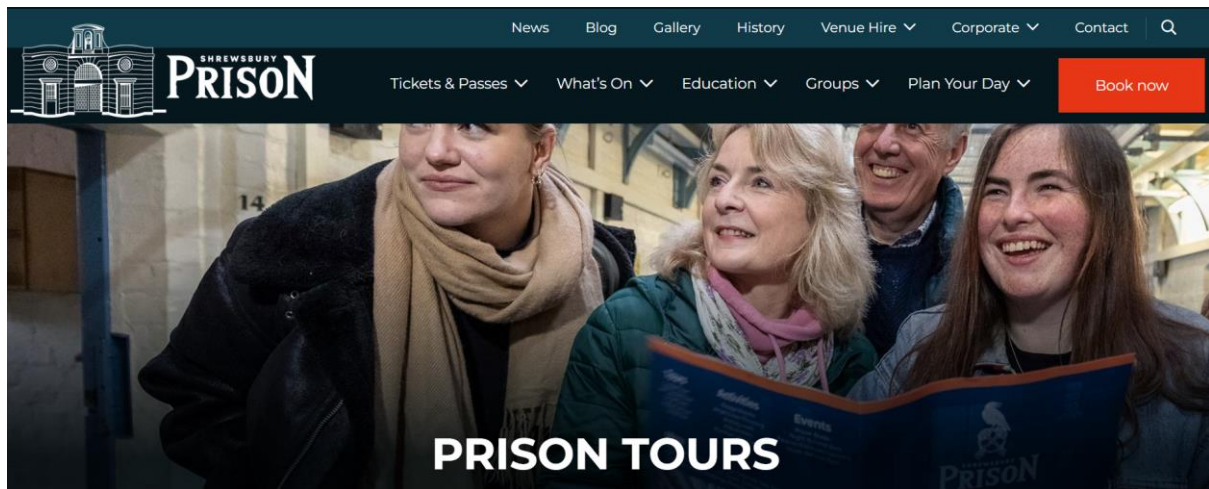 News Blog Gallery History Venue Hire Corporate Contact
SHREWSBURY
PRISON
Tickets & Passes What's On Education Groups Plan Your Day Book now
14
Activities
Events
SHREWSBURY
PRISON
PRISON TOURS